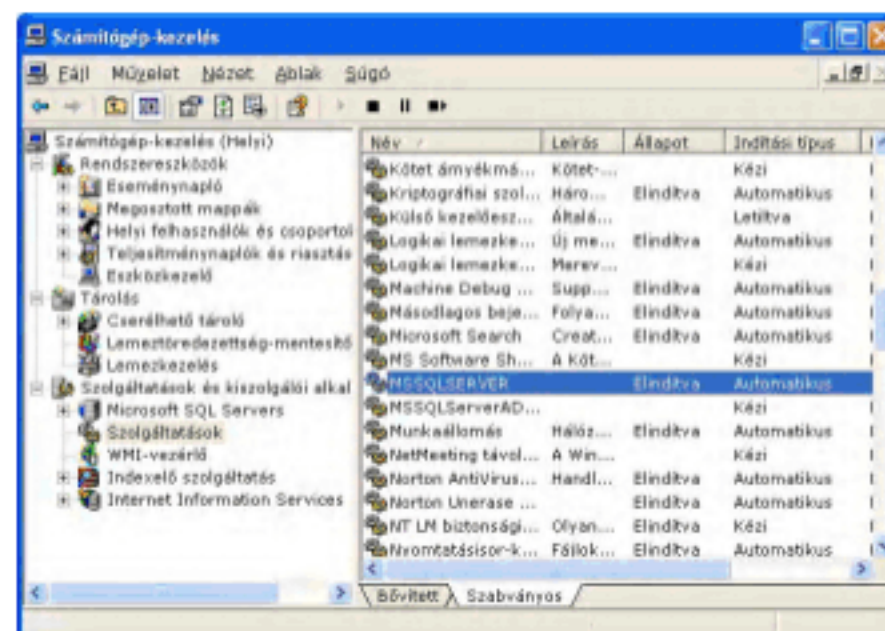 Számítógép-kezelés
Fájl Művelet Nézet Ablak Súgó
Számítógép-kezelés (Helyi)
Rendszereszközök
Eseménynapló
Megosztott mappák
Helyi felhasználók és csoportol
Teljesítménynaplók és riasztás
Eszközkezelő
Tárolás
Cserélhető tároló
Lemeztöredezettség-mentesítő
Lemezkezelés
Szolgáltatások és kiszolgálói alkal
Microsoft SQL Servers
Szolgáltatások
WMI-vezérlő
Indexelő szolgáltatás
Internet Information Services
Név Leírás Állapot Indítási típus
Kötet árnyékmá... Kötet-... Kézi
Kriptográfiai szol... Háro... Elindítva Automatikus
Külső kezelőesz... Általá... Letiltva
Logikai lemezke... Új me... Elindítva Automatikus
Logikai lemezke... Merev... Kézi
Machine Debug ... Supp... Elindítva Automatikus
Másodlagos beje... Folya... Elindítva Automatikus
Microsoft Search Creat... Elindítva Automatikus
MS Software Sh... A Köt... Kézi
MSSQLSERVER Elindítva Automatikus
MSSQLServerAD... Kézi
Munkaállomás Hálóz... Elindítva Automatikus
NetMeeting távol... A Win... Kézi
Norton AntiVirus... Handl... Elindítva Automatikus
Norton Unerase ... Elindítva Automatikus
NT LM biztonsági... Olyan... Elindítva Kézi
Nyomtatásisor-k... Fájlok... Elindítva Automatikus
Bővített Szabványos